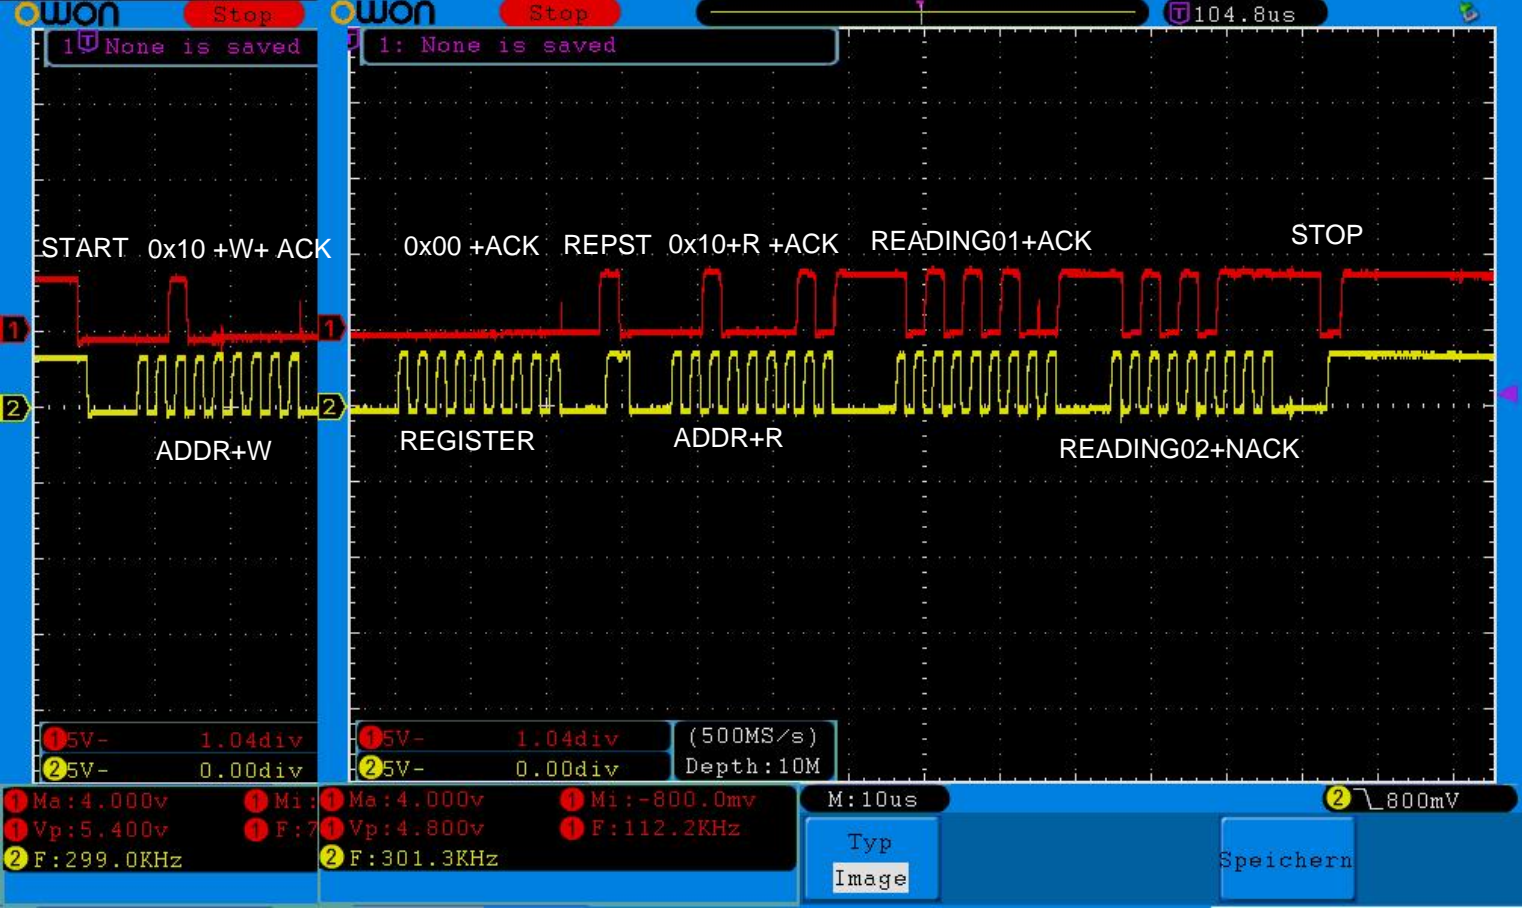 owon Stop owon Stop T 104.8us
1: None is saved 1: None is saved
START 0x10 +W+ ACK 0x00 +ACK REPST 0x10+R +ACK READING01+ACK STOP
1 1
2 2
ADDR+W REGISTER ADDR+R READING02+NACK
1 5V- 1.04div 1 5V- 1.04div (500MS/s)
2 5V- 0.00div 2 5V- 0.00div Depth:10M
1 Ma:4.000v 1 Mi: 1 Ma:4.000v 1 Mi:-800.0mv M:10us 2 800mV
1 Vp:5.400v 1 F:7 1 Vp:4.800v 1 F:112.2KHz
2 F:299.0KHz 2 F:301.3KHz
Typ
Image
Speichern